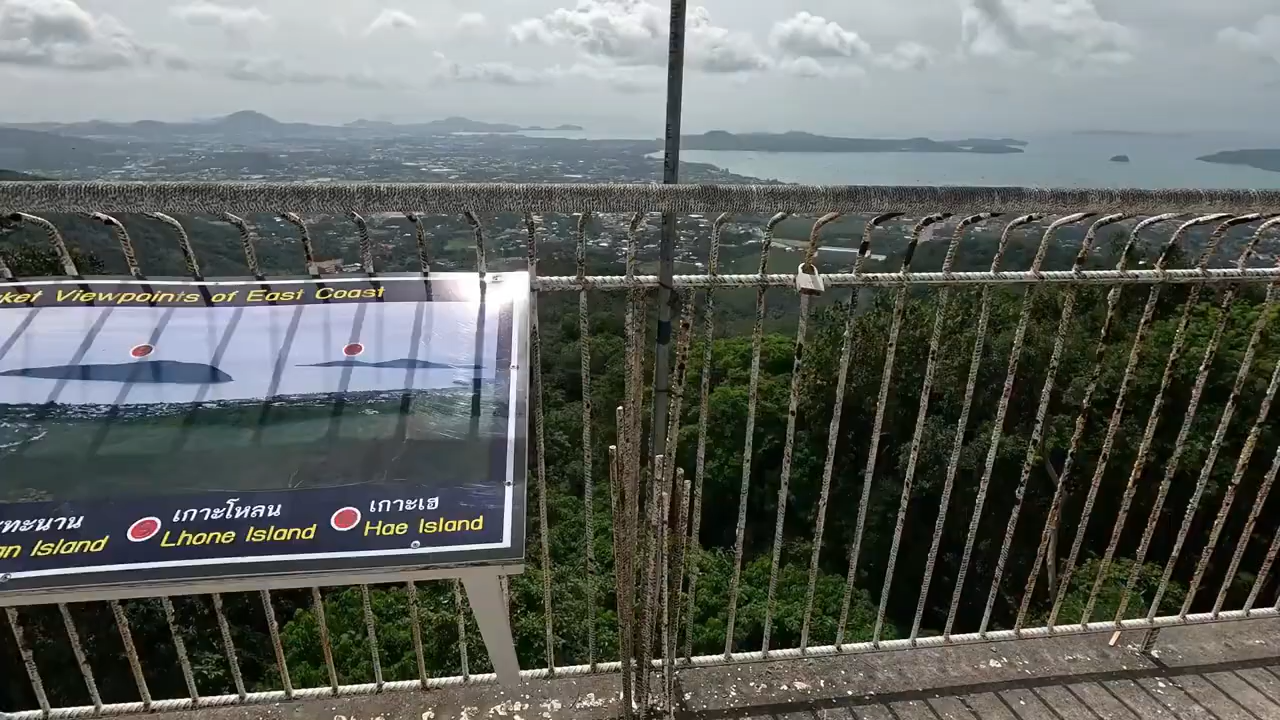 ket Viewpoints of East Coast
ทะนาน
an Island
เกาะโหลน
Lhone Island
เกาะเฮ
Hae Island